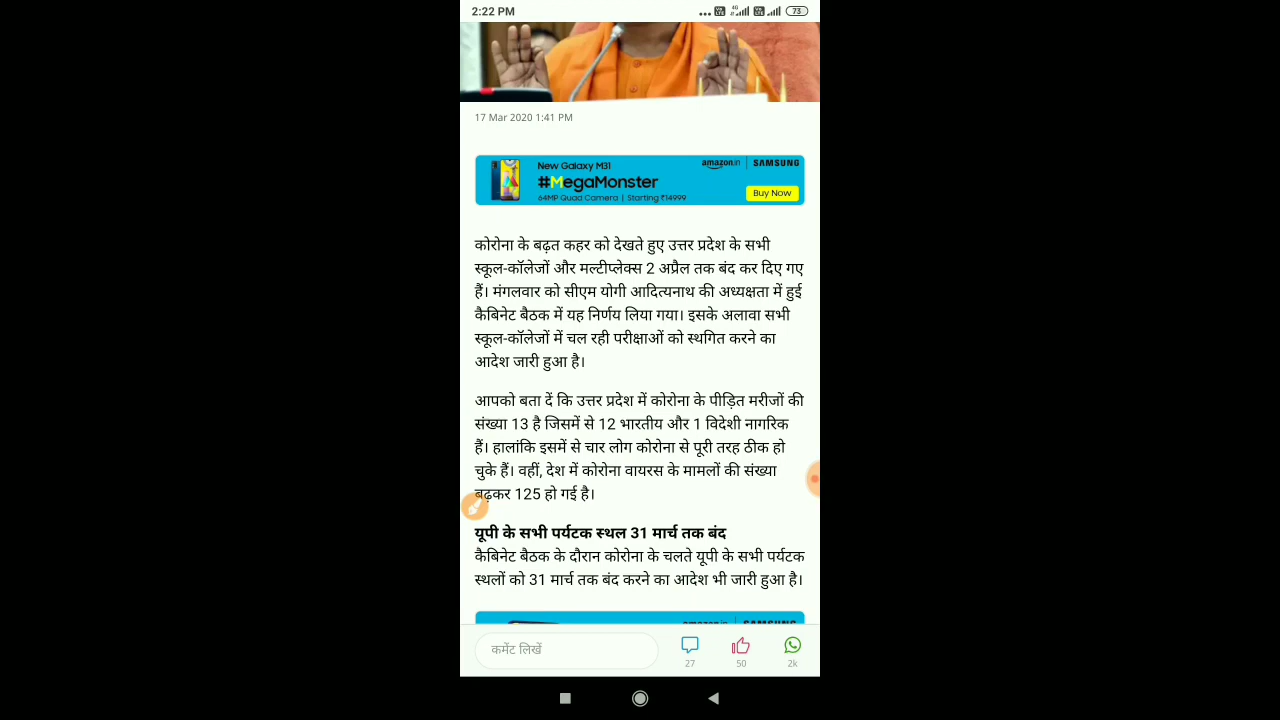 2:22 PM
4G
73
17 Mar 2020 1:41 PM
New Galaxy M31
amazon.in | SAMSUNG
#MegaMonster
64MP Quad Camera | Starting ₹14999
Buy Now
कोरोना के बढ़त कहर को देखते हुए उत्तर प्रदेश के सभी
स्कूल-कॉलेजों और मल्टीप्लेक्स 2 अप्रैल तक बंद कर दिए गए
हैं। मंगलवार को सीएम योगी आदित्यनाथ की अध्यक्षता में हुई
कैबिनेट बैठक में यह निर्णय लिया गया। इसके अलावा सभी
स्कूल-कॉलेजों में चल रही परीक्षाओं को स्थगित करने का
आदेश जारी हुआ है।
आपको बता दें कि उत्तर प्रदेश में कोरोना के पीड़ित मरीजों की
संख्या 13 है जिसमें से 12 भारतीय और 1 विदेशी नागरिक
हैं। हालांकि इसमें से चार लोग कोरोना से पूरी तरह ठीक हो
चुके हैं। वहीं, देश में कोरोना वायरस के मामलों की संख्या
बढ़कर 125 हो गई है।
यूपी के सभी पर्यटक स्थल 31 मार्च तक बंद
कैबिनेट बैठक के दौरान कोरोना के चलते यूपी के सभी पर्यटक
स्थलों को 31 मार्च तक बंद करने का आदेश भी जारी हुआ है।
amazon.in | SAMSUNG
कमेंट लिखें
27
50
2k